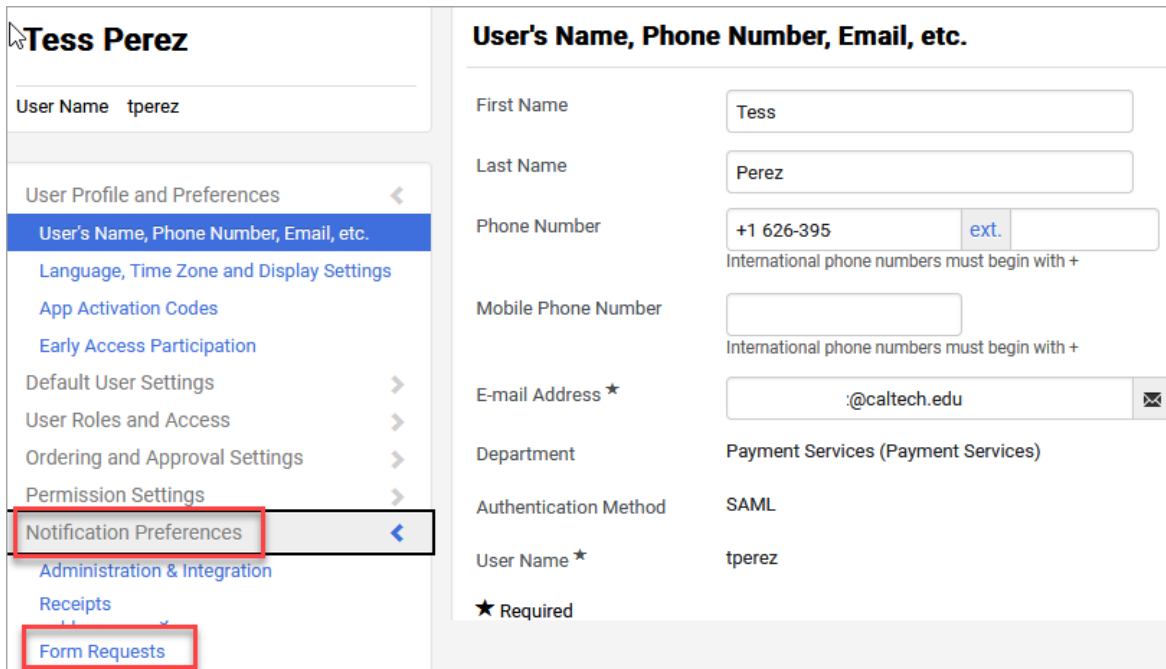 Tess Perez
User Name tperez
User Profile and Preferences
User's Name, Phone Number, Email, etc.
Language, Time Zone and Display Settings
App Activation Codes
Early Access Participation
Default User Settings
User Roles and Access
Ordering and Approval Settings
Permission Settings
Notification Preferences
Administration & Integration
Receipts
Form Requests
User's Name, Phone Number, Email, etc.
First Name Tess
Last Name Perez
Phone Number +1 626-395 ext.
International phone numbers must begin with +
Mobile Phone Number
International phone numbers must begin with +
E-mail Address ★ :@caltech.edu
Department Payment Services (Payment Services)
Authentication Method SAML
User Name ★ tperez
★ Required